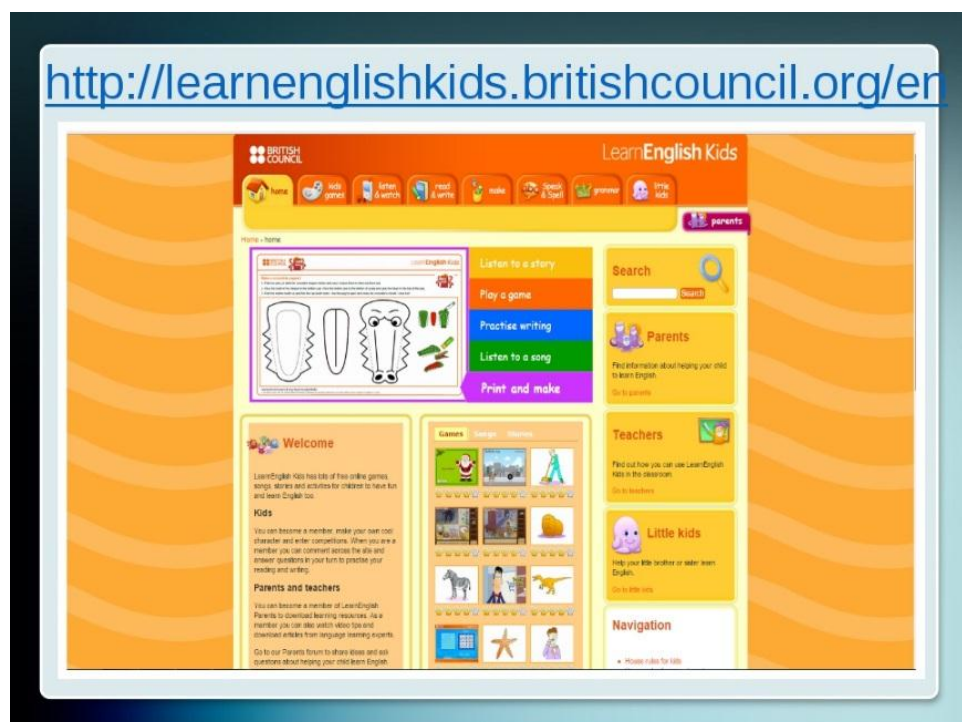 http://learnenglishkids.britishcouncil.org/en
BRITISH
COUNCIL
LearnEnglish Kids
home
kids
games
listen
& watch
read
& write
make
Speak
& Spell
grammar
little
kids
parents
Home » home
BRITISH
LearnEnglish Kids
Listen to a story
Play a game
Practise writing
Listen to a song
Print and make
Search
Search
Parents
Find information about helping your child
to learn English.
Go to parents
Teachers
Find out how you can use LearnEnglish
Kids in the classroom.
Go to teachers
Little kids
Help your little brother or sister learn
English.
Go to little kids
Navigation
House rules for kids
Welcome
LearnEnglish Kids has lots of free online games,
songs, stories and activities for children to have fun
and learn English too.
Kids
You can become a member, make your own cool
character and enter competitions. When you are a
member you can comment across the site and
answer questions in your turn to practise your
reading and writing.
Parents and teachers
You can become a member of LearnEnglish
Parents to download learning resources. As a
member you can also watch video tips and
download articles from language learning experts.
Go to our Parents forum to share ideas and ask
questions about helping your child learn English
Games
Songs
Stories